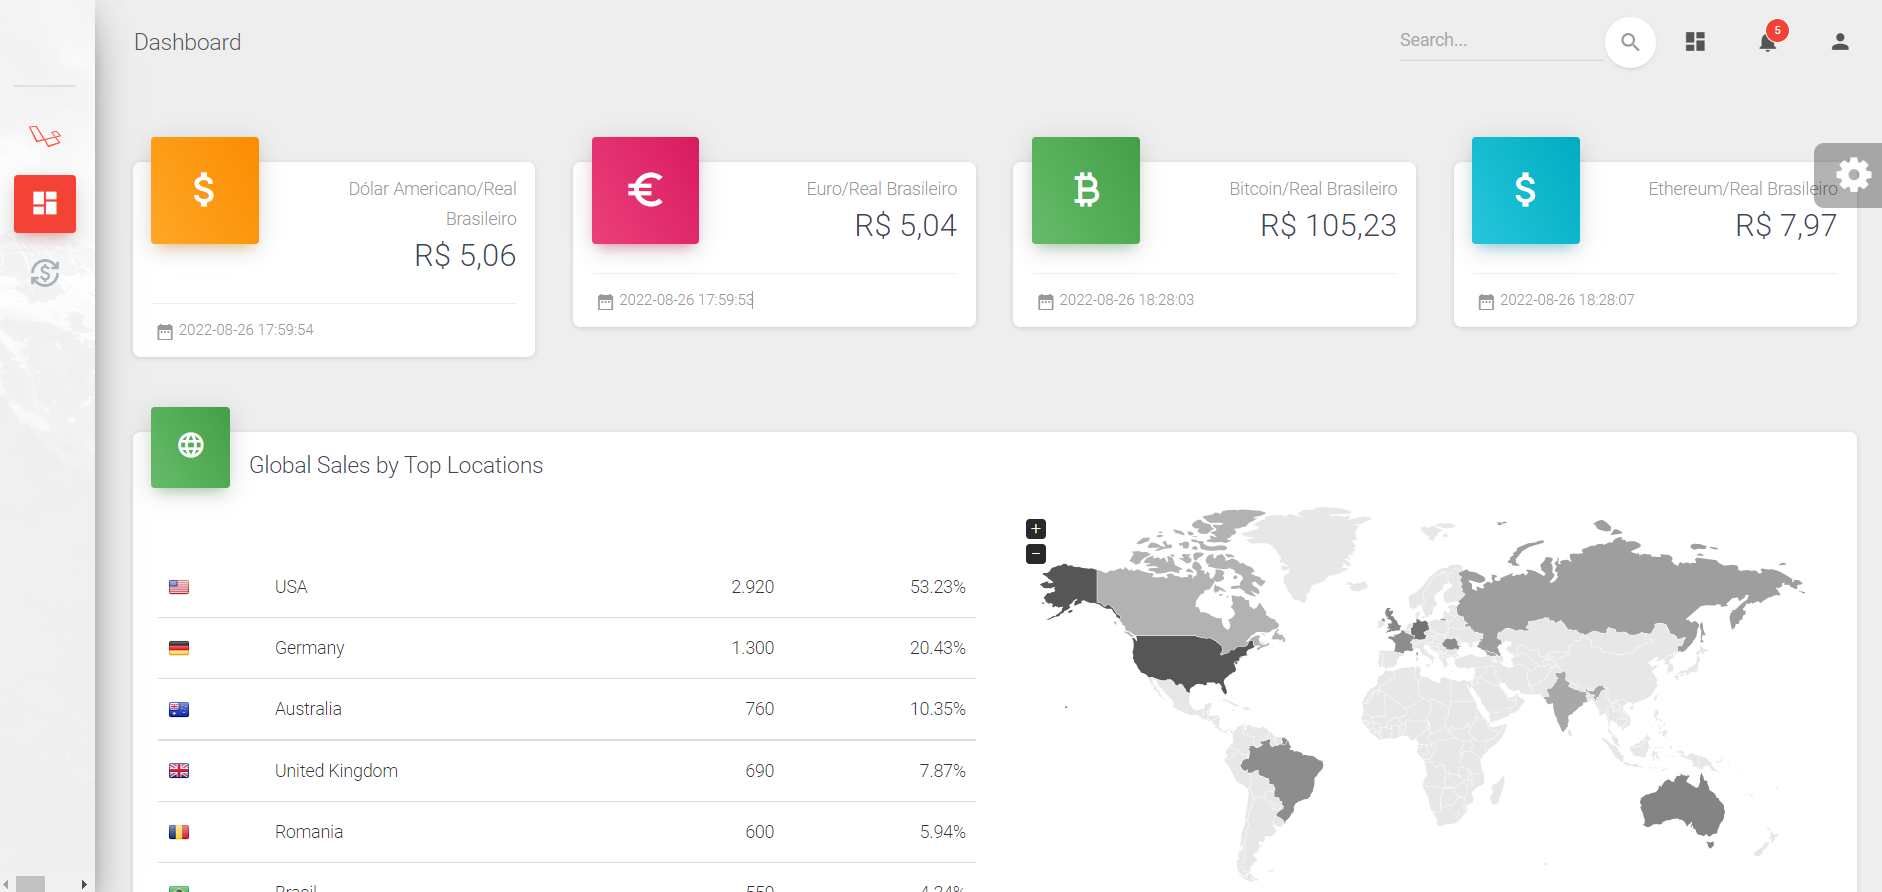 Dashboard
Search...
5
Dólar Americano/Real
Brasileiro
R$ 5,06
2022-08-26 17:59:54
Euro/Real Brasileiro
R$ 5,04
2022-08-26 17:59:53
Bitcoin/Real Brasileiro
R$ 105,23
2022-08-26 18:28:03
Ethereum/Real Brasileiro
R$ 7,97
2022-08-26 18:28:07
Global Sales by Top Locations
+
−
USA 2.920 53.23%
Germany 1.300 20.43%
Australia 760 10.35%
United Kingdom 690 7.87%
Romania 600 5.94%
Brasil 550